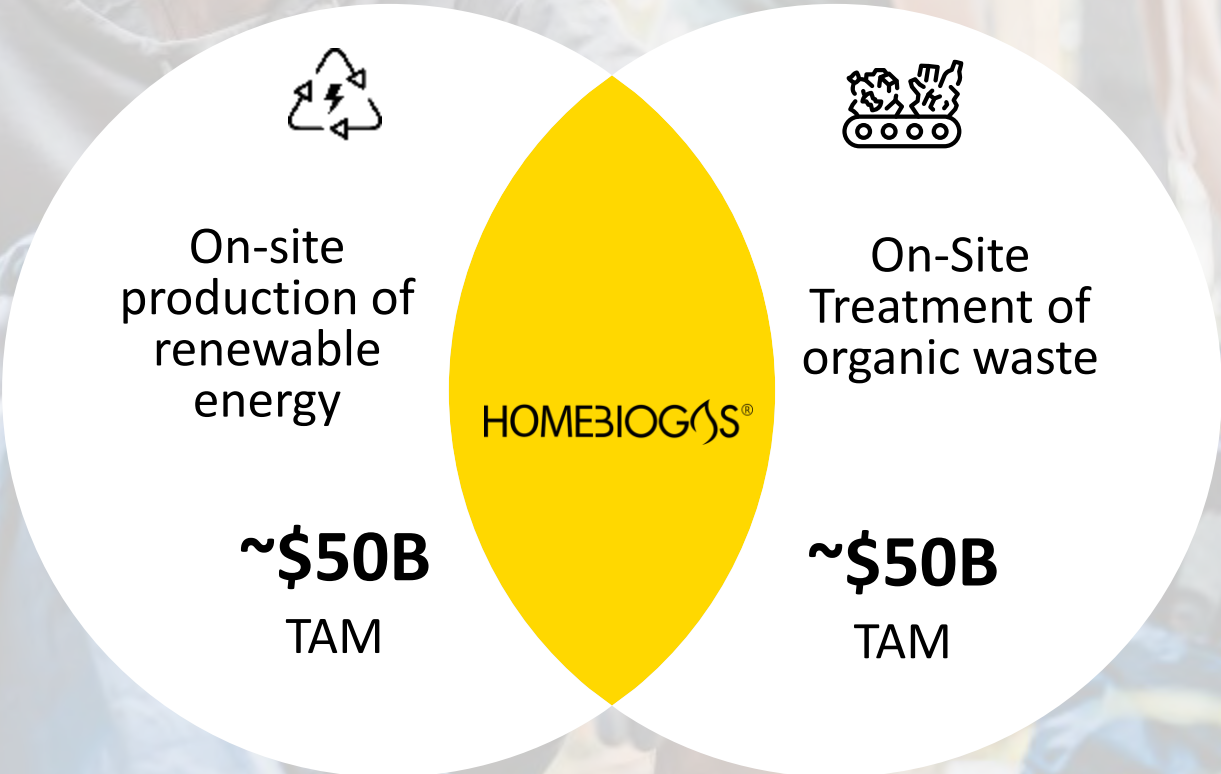 On-site
production of
renewable
energy
~$50B
TAM
HOMEBIOGAS®
On-Site
Treatment of
organic waste
~$50B
TAM